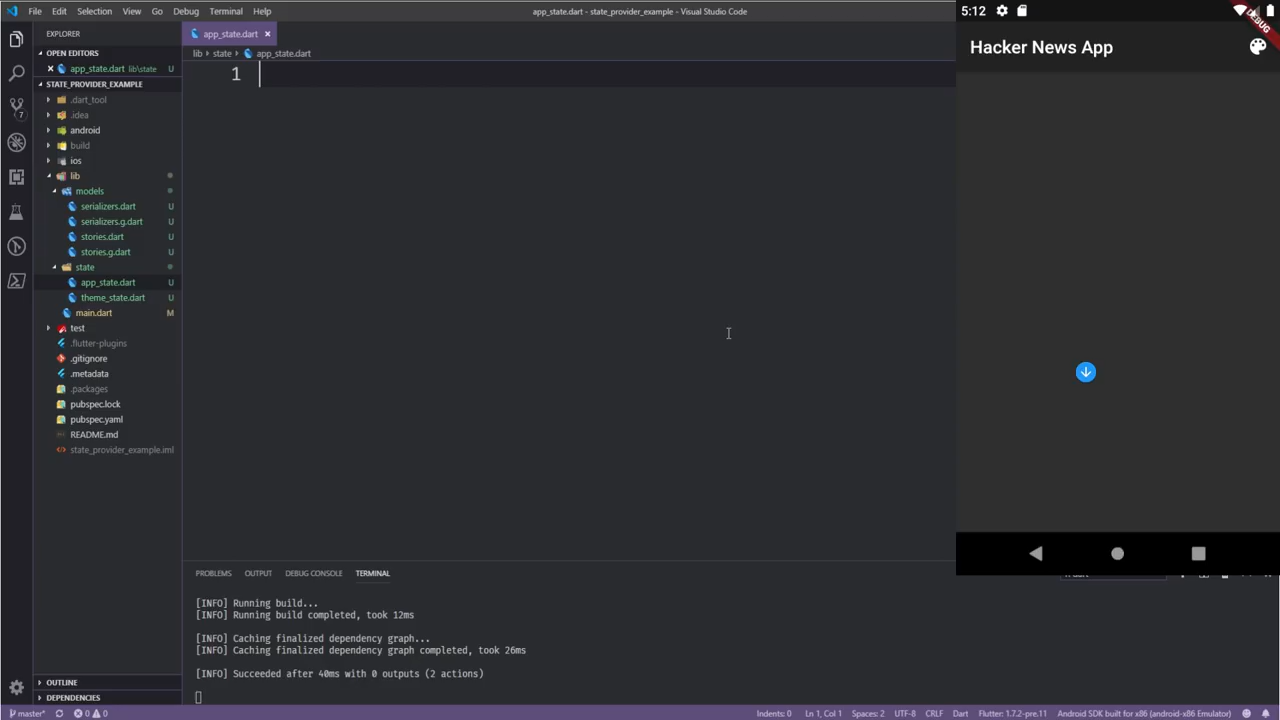 File Edit Selection View Go Debug Terminal Help
app_state.dart - state_provider_example - Visual Studio Code
EXPLORER
OPEN EDITORS
app_state.dart lib\state U
STATE_PROVIDER_EXAMPLE
.dart_tool
.idea
android
build
ios
lib
models
serializers.dart U
serializers.g.dart U
stories.dart U
stories.g.dart U
state
app_state.dart U
theme_state.dart U
main.dart M
test
.flutter-plugins
.gitignore
.metadata
.packages
pubspec.lock
pubspec.yaml
README.md
state_provider_example.iml
OUTLINE
DEPENDENCIES
7
app_state.dart
lib › state › app_state.dart
1
5:12
DEBUG
Hacker News App
PROBLEMS OUTPUT DEBUG CONSOLE TERMINAL
[INFO] Running build...
[INFO] Running build completed, took 12ms
[INFO] Caching finalized dependency graph...
[INFO] Caching finalized dependency graph completed, took 26ms
[INFO] Succeeded after 40ms with 0 outputs (2 actions)
master* 0 0 Indents: 0 Ln 1, Col 1 Spaces: 2 UTF-8 CRLF Dart Flutter: 1.7.2-pre.11 Android SDK built for x86 (android-x86 Emulator)